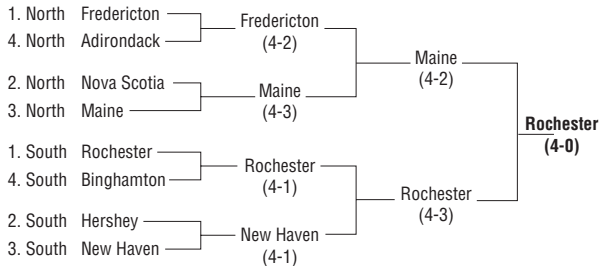 1. North Fredericton
4. North Adirondack
2. North Nova Scotia
3. North Maine
1. South Rochester
4. South Binghamton
2. South Hershey
3. South New Haven
Fredericton
(4-2)
Maine
(4-3)
Rochester
(4-1)
New Haven
(4-1)
Maine
(4-2)
Rochester
(4-3)
Rochester
(4-0)